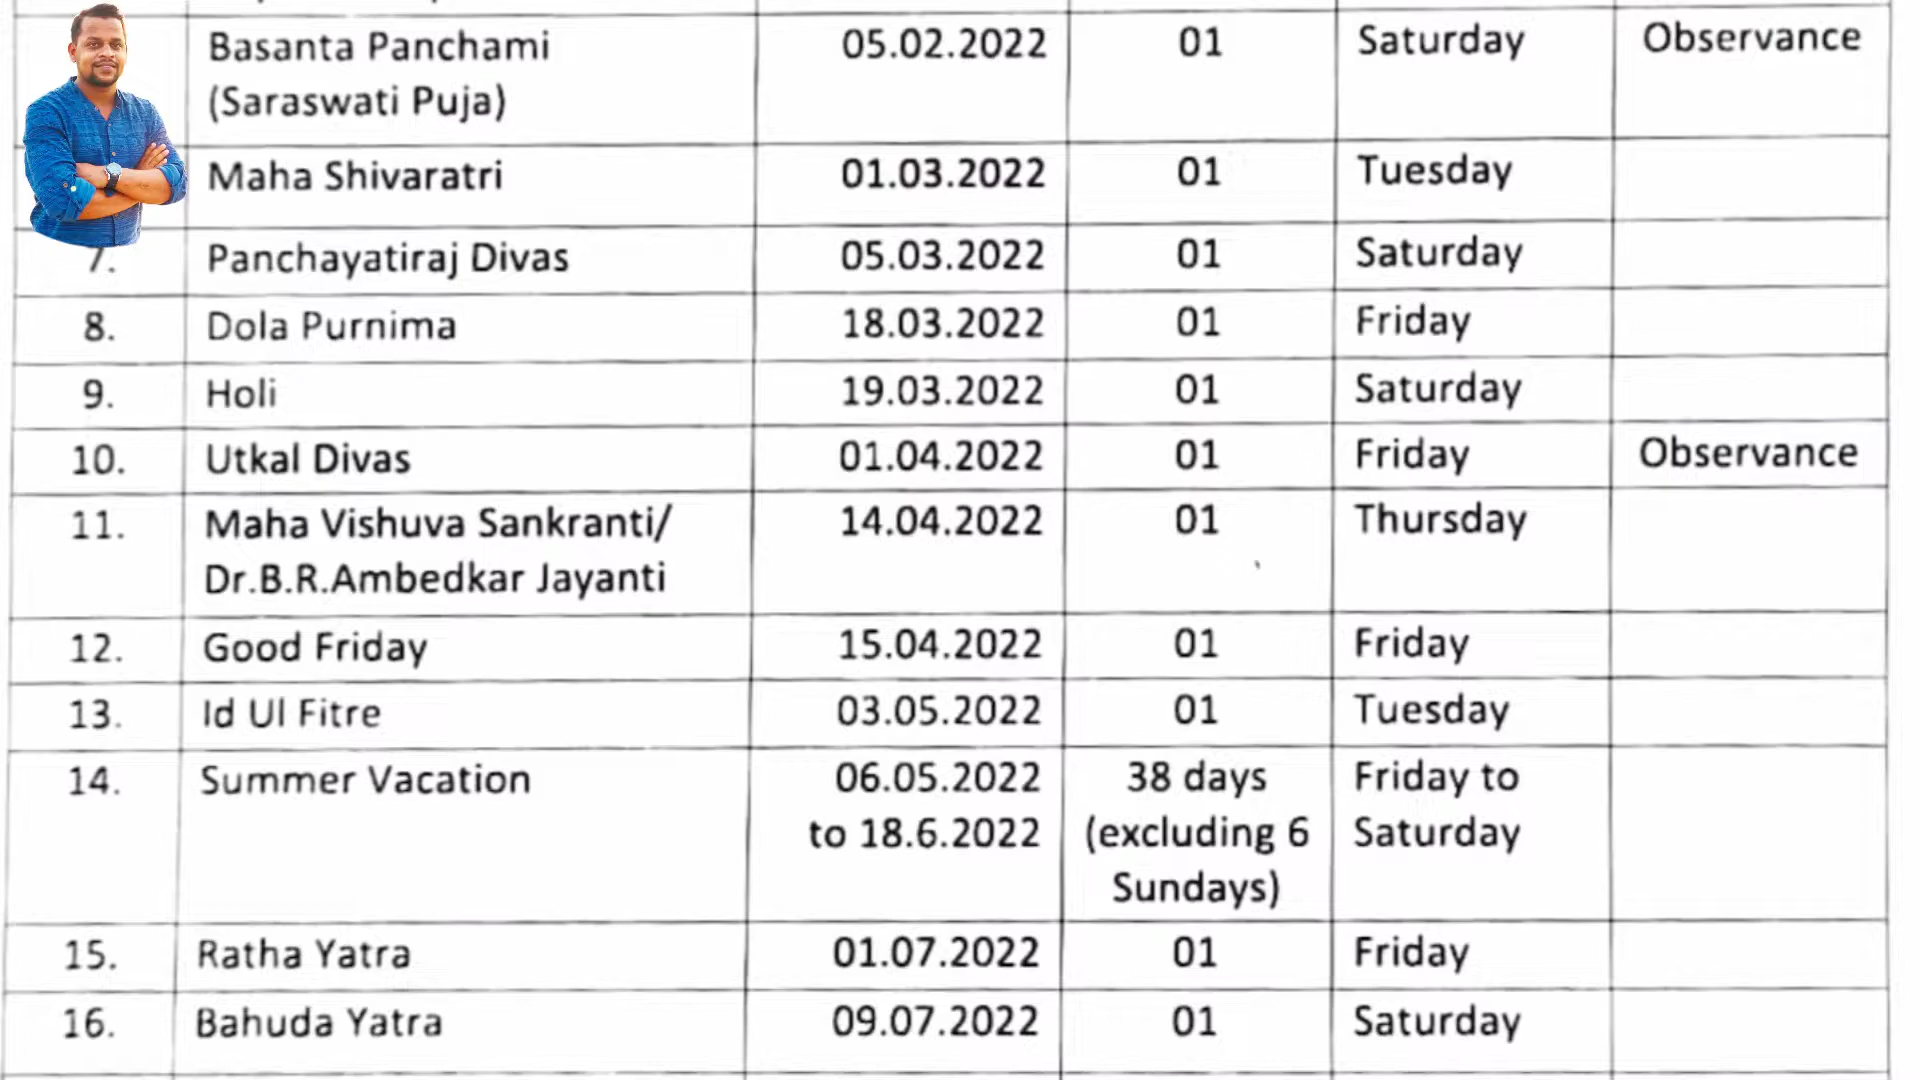 Basanta Panchami 05.02.2022 01 Saturday Observance
(Saraswati Puja)
Maha Shivaratri 01.03.2022 01 Tuesday
7. Panchayatiraj Divas 05.03.2022 01 Saturday
8. Dola Purnima 18.03.2022 01 Friday
9. Holi 19.03.2022 01 Saturday
10. Utkal Divas 01.04.2022 01 Friday Observance
11. Maha Vishuva Sankranti/ 14.04.2022 01 Thursday
Dr.B.R.Ambedkar Jayanti
12. Good Friday 15.04.2022 01 Friday
13. Id Ul Fitre 03.05.2022 01 Tuesday
14. Summer Vacation 06.05.2022 38 days Friday to
to 18.6.2022 (excluding 6 Saturday
Sundays)
15. Ratha Yatra 01.07.2022 01 Friday
16. Bahuda Yatra 09.07.2022 01 Saturday